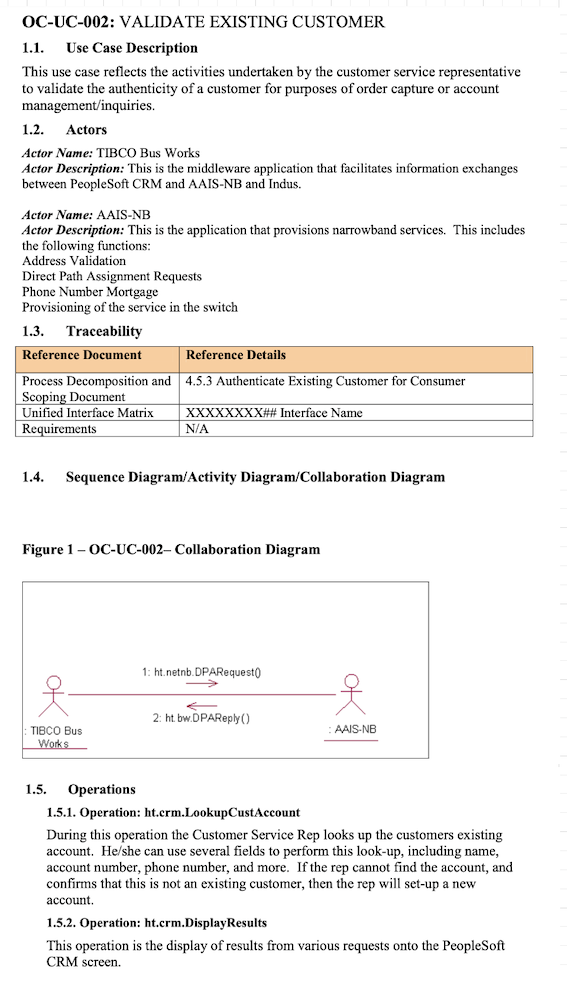 OC-UC-002: VALIDATE EXISTING CUSTOMER
1.1. Use Case Description
This use case reflects the activities undertaken by the customer service representative
to validate the authenticity of a customer for purposes of order capture or account
management/inquiries.
1.2. Actors
Actor Name: TIBCO Bus Works
Actor Description: This is the middleware application that facilitates information exchanges
between PeopleSoft CRM and AAIS-NB and Indus.
Actor Name: AAIS-NB
Actor Description: This is the application that provisions narrowband services. This includes
the following functions:
Address Validation
Direct Path Assignment Requests
Phone Number Mortgage
Provisioning of the service in the switch
1.3. Traceability
Reference Document Reference Details
Process Decomposition and 4.5.3 Authenticate Existing Customer for Consumer
Scoping Document
Unified Interface Matrix XXXXXXXX## Interface Name
Requirements N/A
1.4. Sequence Diagram/Activity Diagram/Collaboration Diagram
Figure 1 – OC-UC-002– Collaboration Diagram
1: ht.netnb.DPARequest()
2: ht.bw.DPAReply()
: TIBCO Bus
Works
: AAIS-NB
1.5. Operations
1.5.1. Operation: ht.crm.LookupCustAccount
During this operation the Customer Service Rep looks up the customers existing
account. He/she can use several fields to perform this look-up, including name,
account number, phone number, and more. If the rep cannot find the account, and
confirms that this is not an existing customer, then the rep will set-up a new
account.
1.5.2. Operation: ht.crm.DisplayResults
This operation is the display of results from various requests onto the PeopleSoft
CRM screen.